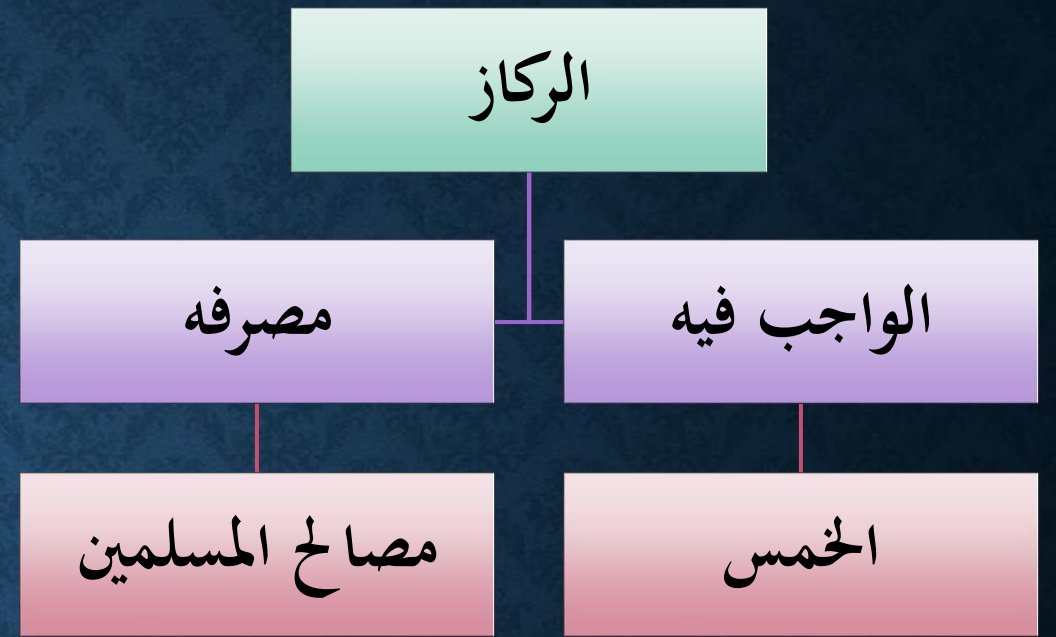 الركاز
الواجب فيه
مصرفه
الخمس
مصالح المسلمين